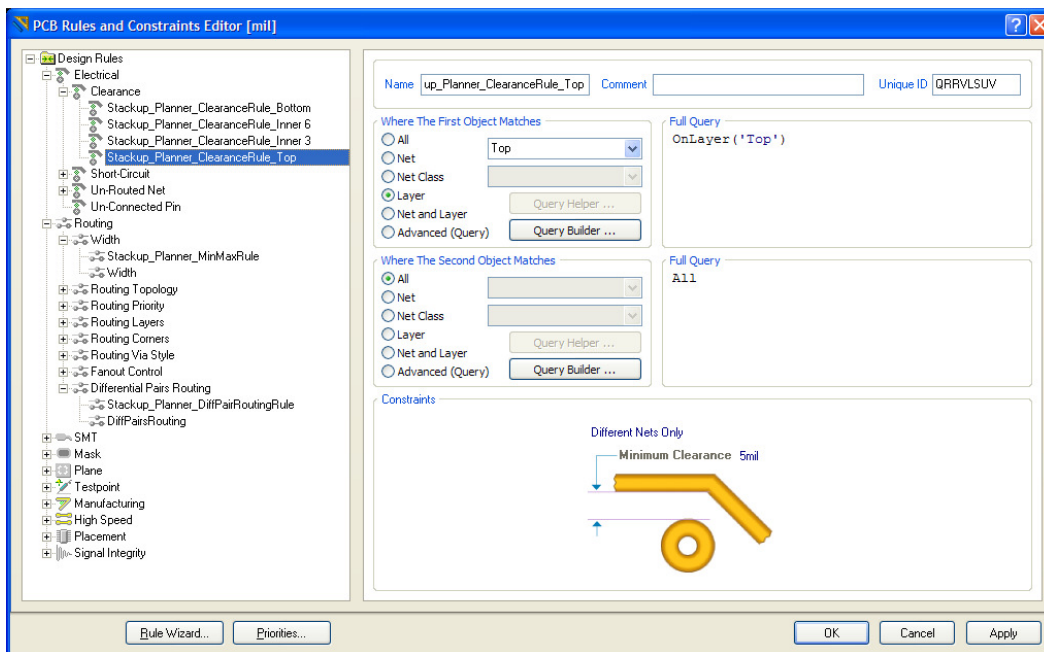 PCB Rules and Constraints Editor [mil]
Design Rules
Electrical
Clearance
Stackup_Planner_ClearanceRule_Bottom
Stackup_Planner_ClearanceRule_Inner 6
Stackup_Planner_ClearanceRule_Inner 3
Stackup_Planner_ClearanceRule_Top
Short-Circuit
Un-Routed Net
Un-Connected Pin
Routing
Width
Stackup_Planner_MinMaxRule
Width
Routing Topology
Routing Priority
Routing Layers
Routing Corners
Routing Via Style
Fanout Control
Differential Pairs Routing
Stackup_Planner_DiffPairRoutingRule
DiffPairsRouting
SMT
Mask
Plane
Testpoint
Manufacturing
High Speed
Placement
Signal Integrity
Name up_Planner_ClearanceRule_Top Comment Unique ID QRRVLSUV
Where The First Object Matches
All
Net
Net Class
Layer
Net and Layer
Advanced (Query)
Top
Query Helper ...
Query Builder ...
Full Query
OnLayer('Top')
Where The Second Object Matches
All
Net
Net Class
Layer
Net and Layer
Advanced (Query)
Query Helper ...
Query Builder ...
Full Query
All
Constraints
Different Nets Only
Minimum Clearance 5mil
Rule Wizard... Priorities... OK Cancel Apply